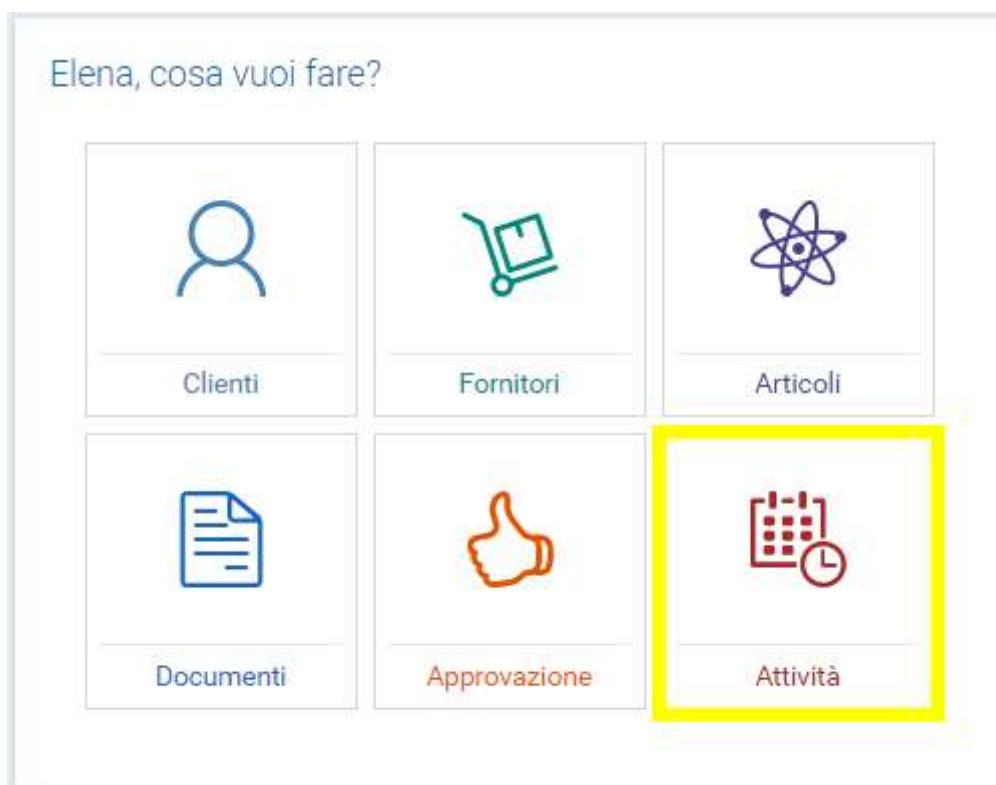 Elena, cosa vuoi fare?
Clienti
Fornitori
Articoli
Documenti
Approvazione
Attività